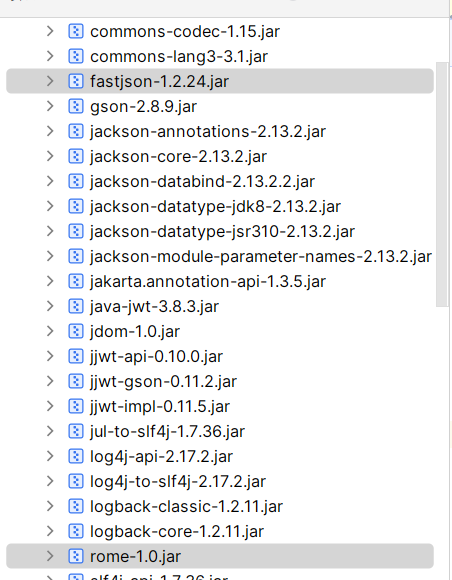 commons-codec-1.15.jar
commons-lang3-3.1.jar
fastjson-1.2.24.jar
gson-2.8.9.jar
jackson-annotations-2.13.2.jar
jackson-core-2.13.2.jar
jackson-databind-2.13.2.2.jar
jackson-datatype-jdk8-2.13.2.jar
jackson-datatype-jsr310-2.13.2.jar
jackson-module-parameter-names-2.13.2.jar
jakarta.annotation-api-1.3.5.jar
java-jwt-3.8.3.jar
jdom-1.0.jar
jjwt-api-0.10.0.jar
jjwt-gson-0.11.2.jar
jjwt-impl-0.11.5.jar
jul-to-slf4j-1.7.36.jar
log4j-api-2.17.2.jar
log4j-to-slf4j-2.17.2.jar
logback-classic-1.2.11.jar
logback-core-1.2.11.jar
rome-1.0.jar
slf4j-api-1.7.36.jar